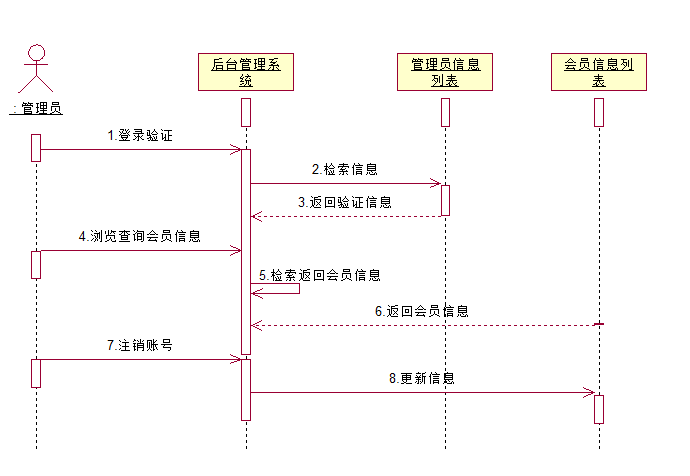 后台管理系
统
管理员信息
列表
会员信息列
表
: 管理员
1.登录验证
2.检索信息
3.返回验证信息
4.浏览查询会员信息
5.检索返回会员信息
6.返回会员信息
7.注销账号
8.更新信息